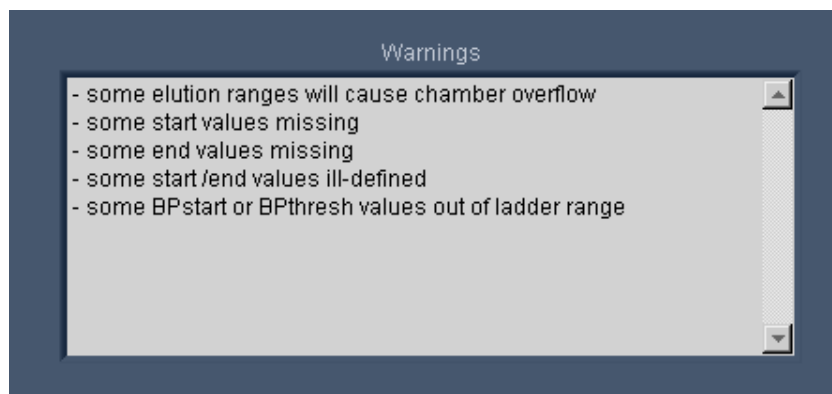 Warnings
- some elution ranges will cause chamber overflow
- some start values missing
- some end values missing
- some start/end values ill-defined
- some BPstart or BPthresh values out of ladder range